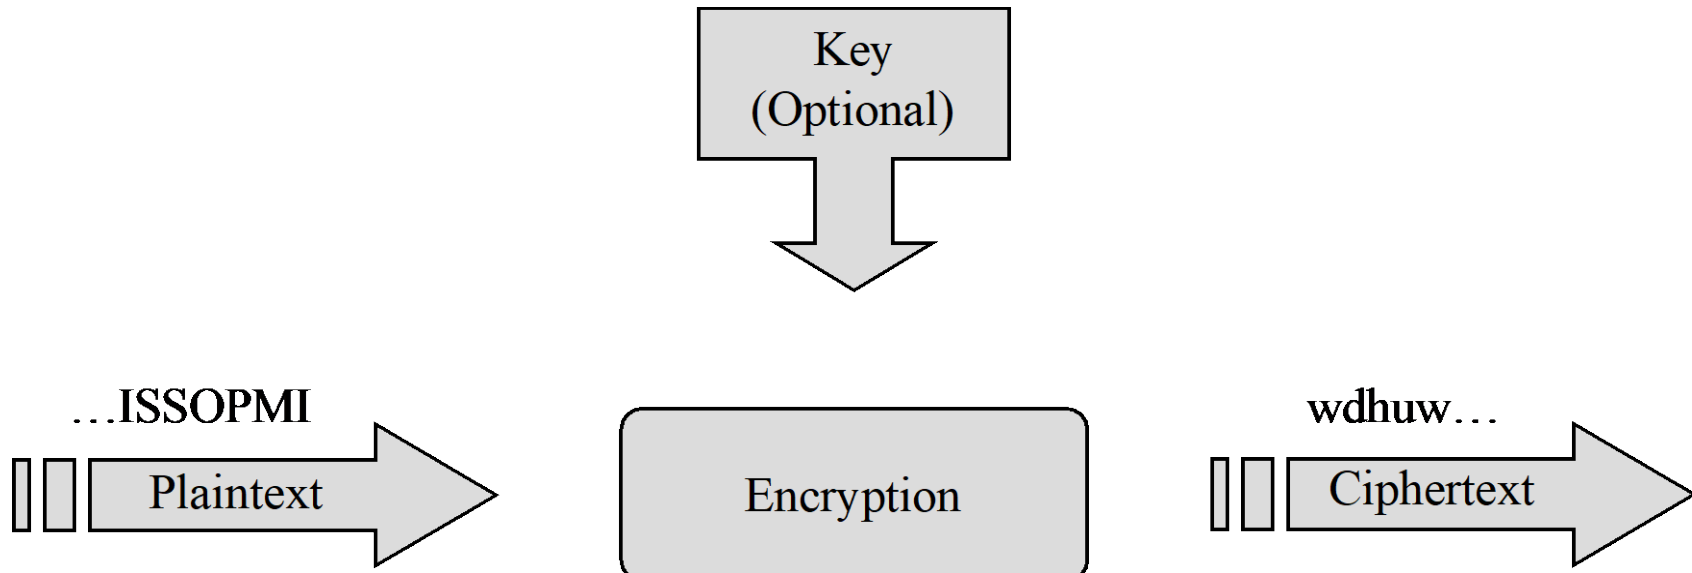 Key
(Optional)
…ISSOPMI
wdhuw…
Plaintext
Encryption
Ciphertext